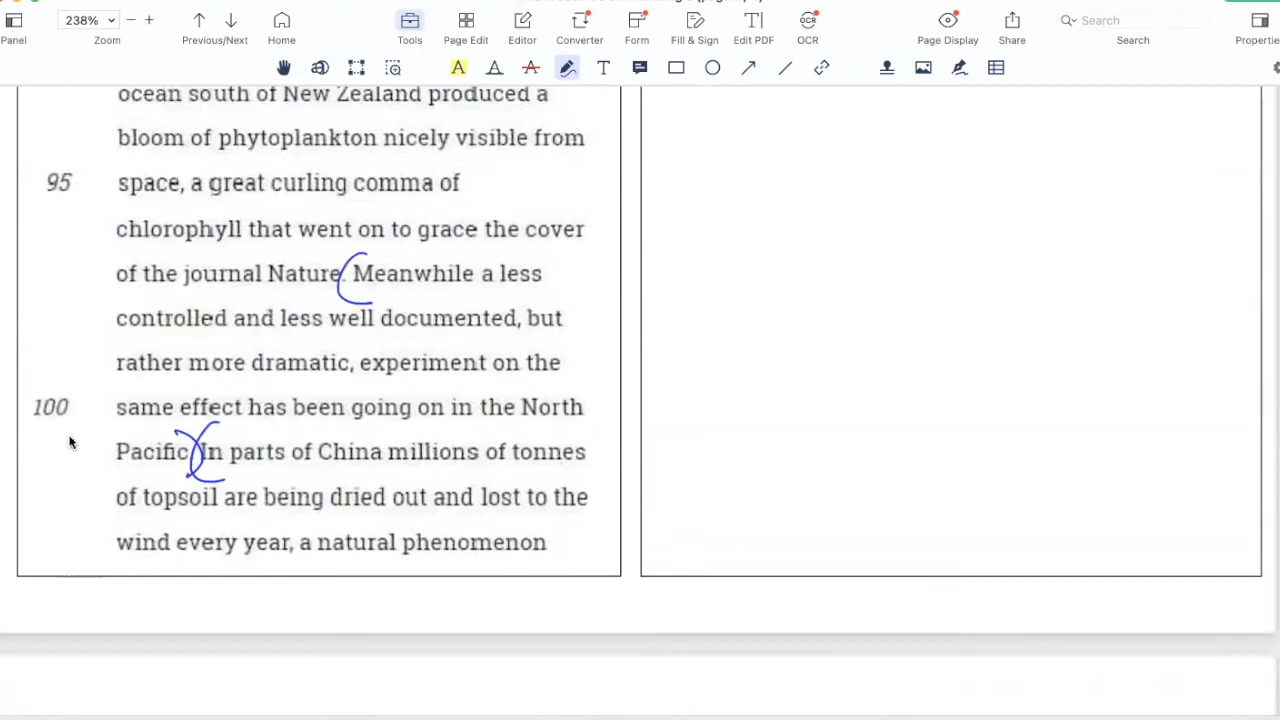 238%
Panel
Zoom
Previous/Next
Home
Tools
Page Edit
Editor
Converter
Form
Fill & Sign
Edit PDF
OCR
OCR
Page Display
Share
Search
Search
Properti
ocean south of New Zealand produced a
bloom of phytoplankton nicely visible from
95 space, a great curling comma of
chlorophyll that went on to grace the cover
of the journal Nature. Meanwhile a less
controlled and less well documented, but
rather more dramatic, experiment on the
100 same effect has been going on in the North
Pacific. In parts of China millions of tonnes
of topsoil are being dried out and lost to the
wind every year, a natural phenomenon